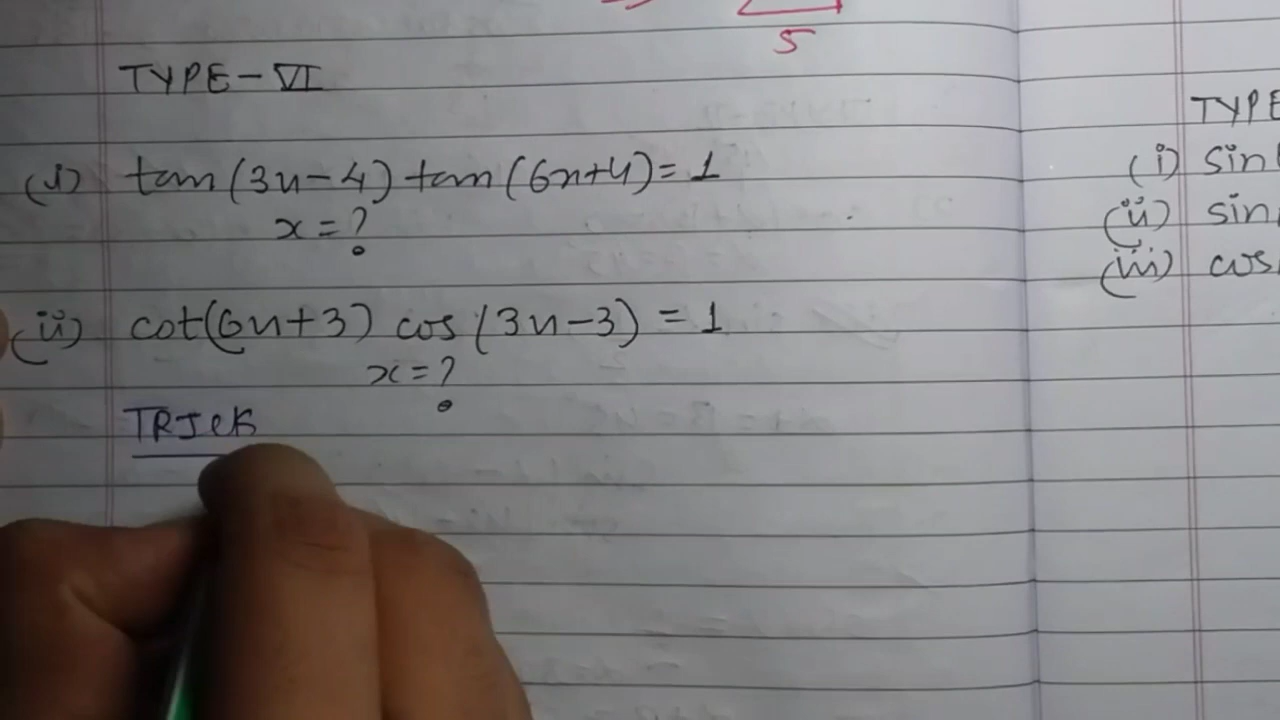 5
TYPE-VI
(i) tan(3x-4) tan(6x+4)=1
x=?
(ii) cot(6x+3) cos(3x-3) = 1
x=?
TRICK
TYPE
(i) sin
(ii) sin
(iii) cos